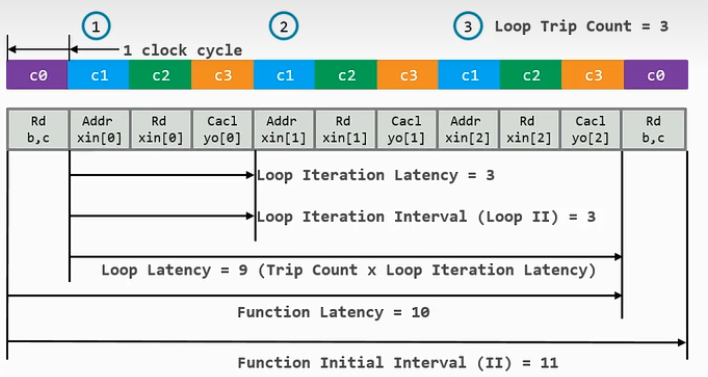 1 2 3 Loop Trip Count = 3
1 clock cycle
c0 c1 c2 c3 c1 c2 c3 c1 c2 c3 c0
Rd Addr Rd Cacl Addr Rd Cacl Addr Rd Cacl Rd
b,c xin[0] xin[0] yo[0] xin[1] xin[1] yo[1] xin[2] xin[2] yo[2] b,c
Loop Iteration Latency = 3
Loop Iteration Interval (Loop II) = 3
Loop Latency = 9 (Trip Count x Loop Iteration Latency)
Function Latency = 10
Function Initial Interval (II) = 11